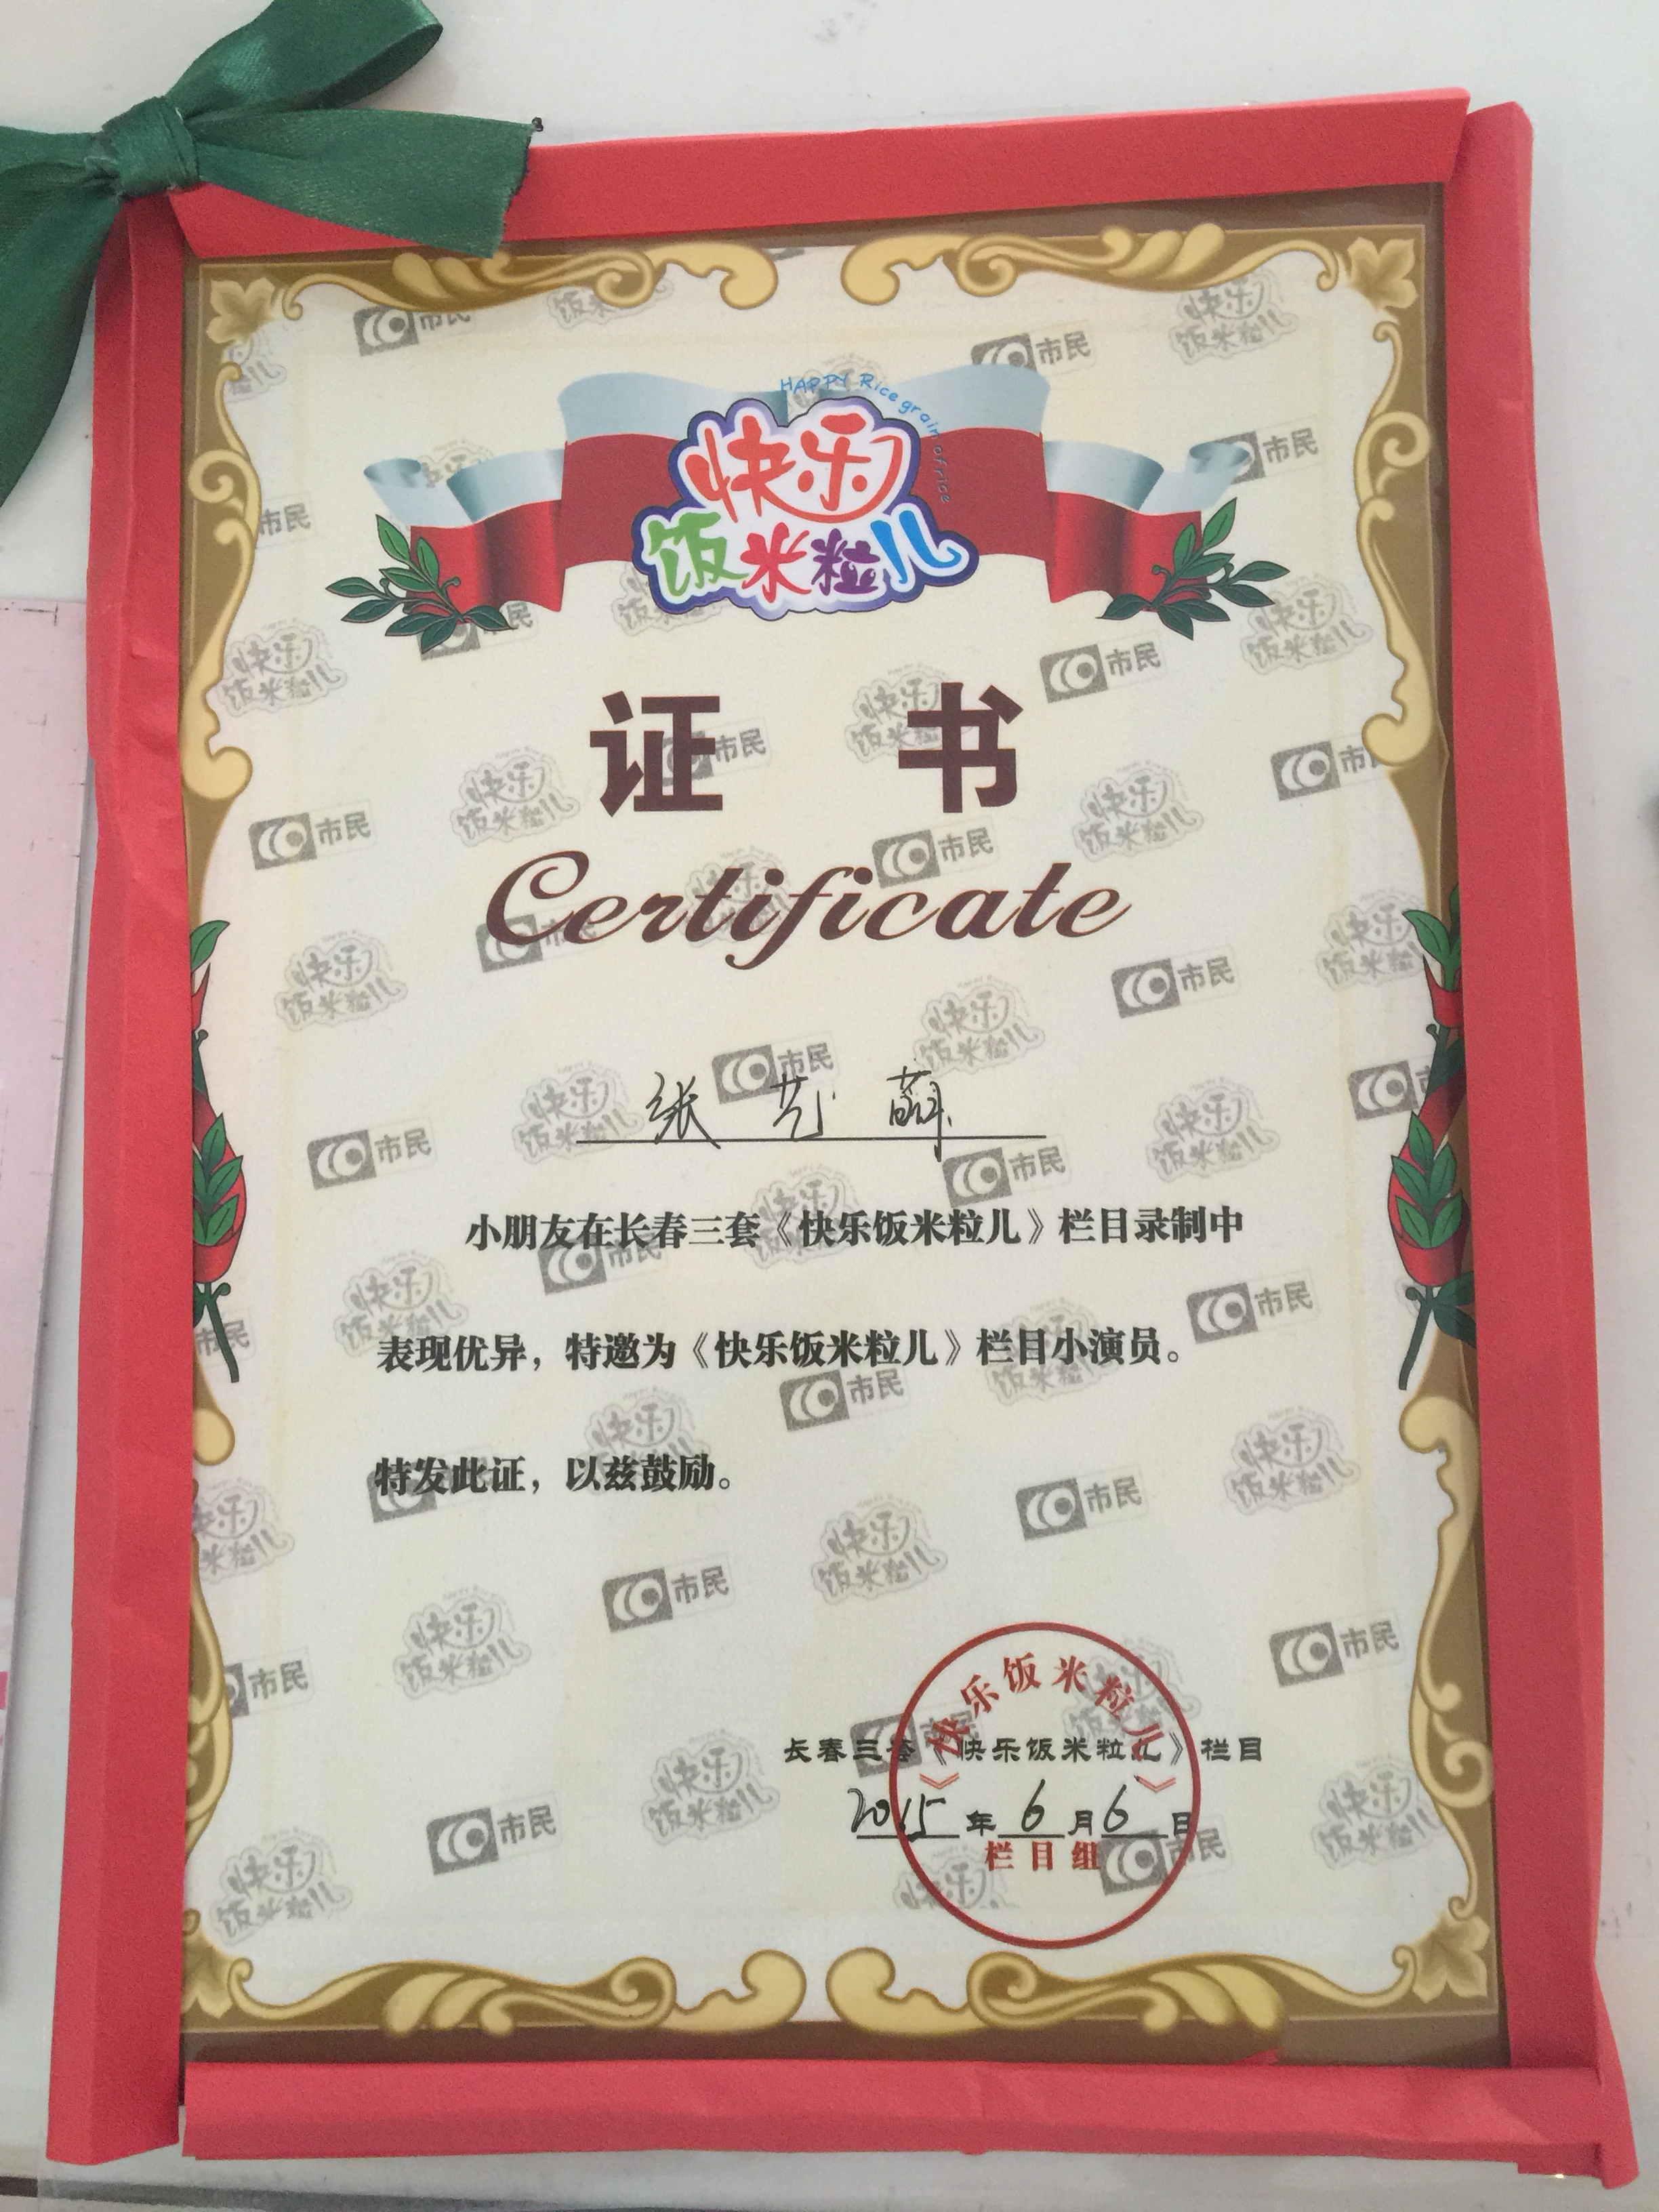 HAPPY Rice grain of rice
快乐
饭米粒儿
证 书
Certificate
张 艺 萌
小朋友在长春三套《快乐饭米粒儿》栏目录制中
表现优异，特邀为《快乐饭米粒儿》栏目小演员。
特发此证，以兹鼓励。
长春三套《快乐饭米粒儿》栏目
2015 年 6 月 6 日
《快乐饭米粒儿》
栏目组
市民